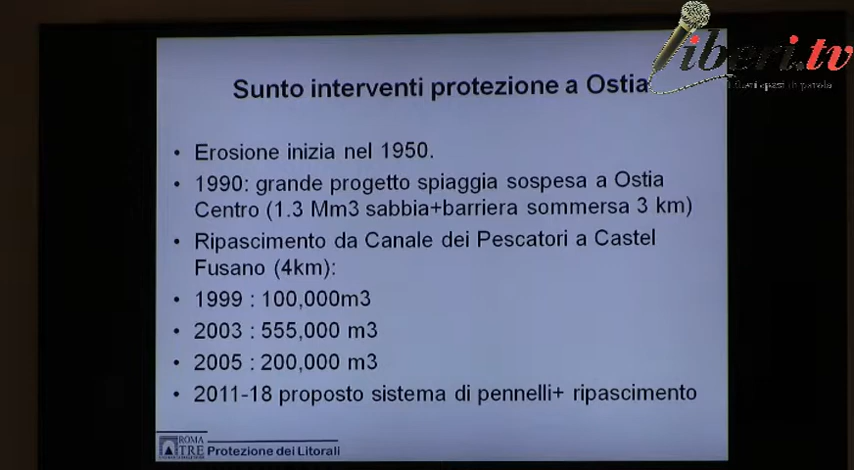 liberi.tv
Sunto interventi protezione a Ostia
• Erosione inizia nel 1950.
• 1990: grande progetto spiaggia sospesa a Ostia
Centro (1.3 Mm3 sabbia+barriera sommersa 3 km)
• Ripascimento da Canale dei Pescatori a Castel
Fusano (4km):
• 1999 : 100,000m3
• 2003 : 555,000 m3
• 2005 : 200,000 m3
• 2011-18 proposto sistema di pennelli+ ripascimento
ROMA
TRE
Protezione dei Litorali